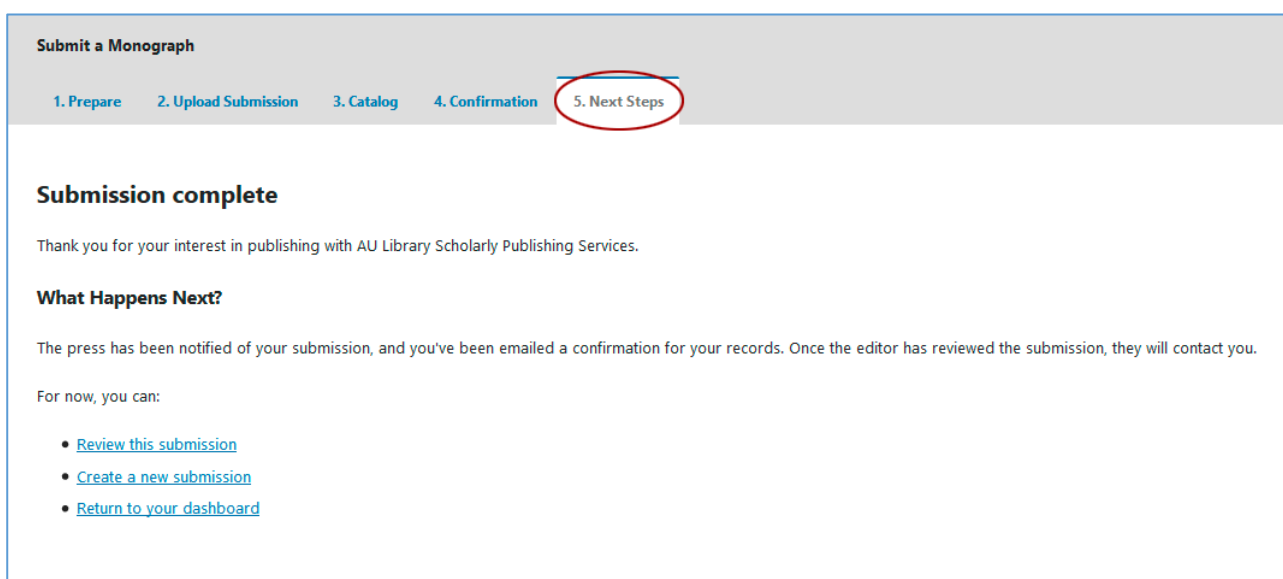 Submit a Monograph
1. Prepare 2. Upload Submission 3. Catalog 4. Confirmation 5. Next Steps
Submission complete
Thank you for your interest in publishing with AU Library Scholarly Publishing Services.
What Happens Next?
The press has been notified of your submission, and you've been emailed a confirmation for your records. Once the editor has reviewed the submission, they will contact you.
For now, you can:
• Review this submission
• Create a new submission
• Return to your dashboard